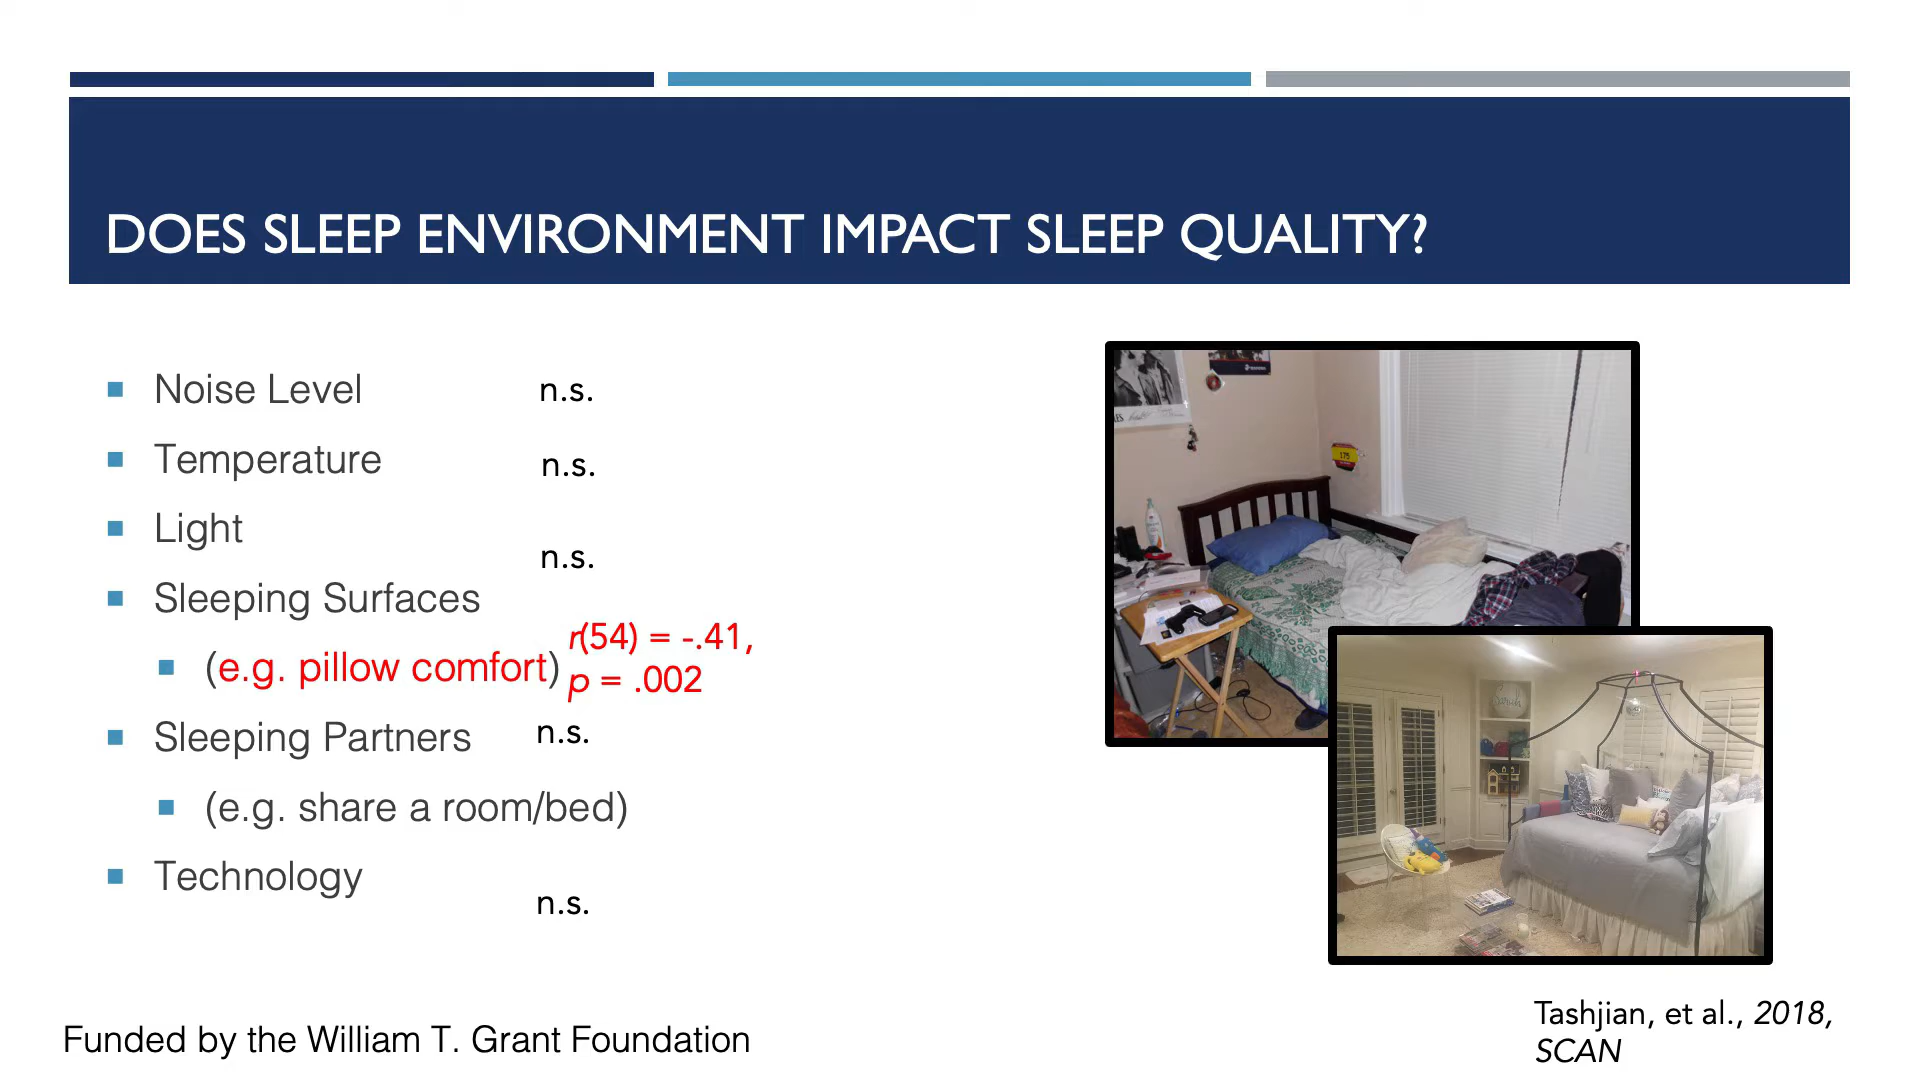 DOES SLEEP ENVIRONMENT IMPACT SLEEP QUALITY?
Noise Level n.s.
Temperature n.s.
Light n.s.
Sleeping Surfaces
(e.g. pillow comfort) r(54) = -.41,
p = .002
Sleeping Partners n.s.
(e.g. share a room/bed)
Technology n.s.
175
Funded by the William T. Grant Foundation
Tashjian, et al., 2018,
SCAN